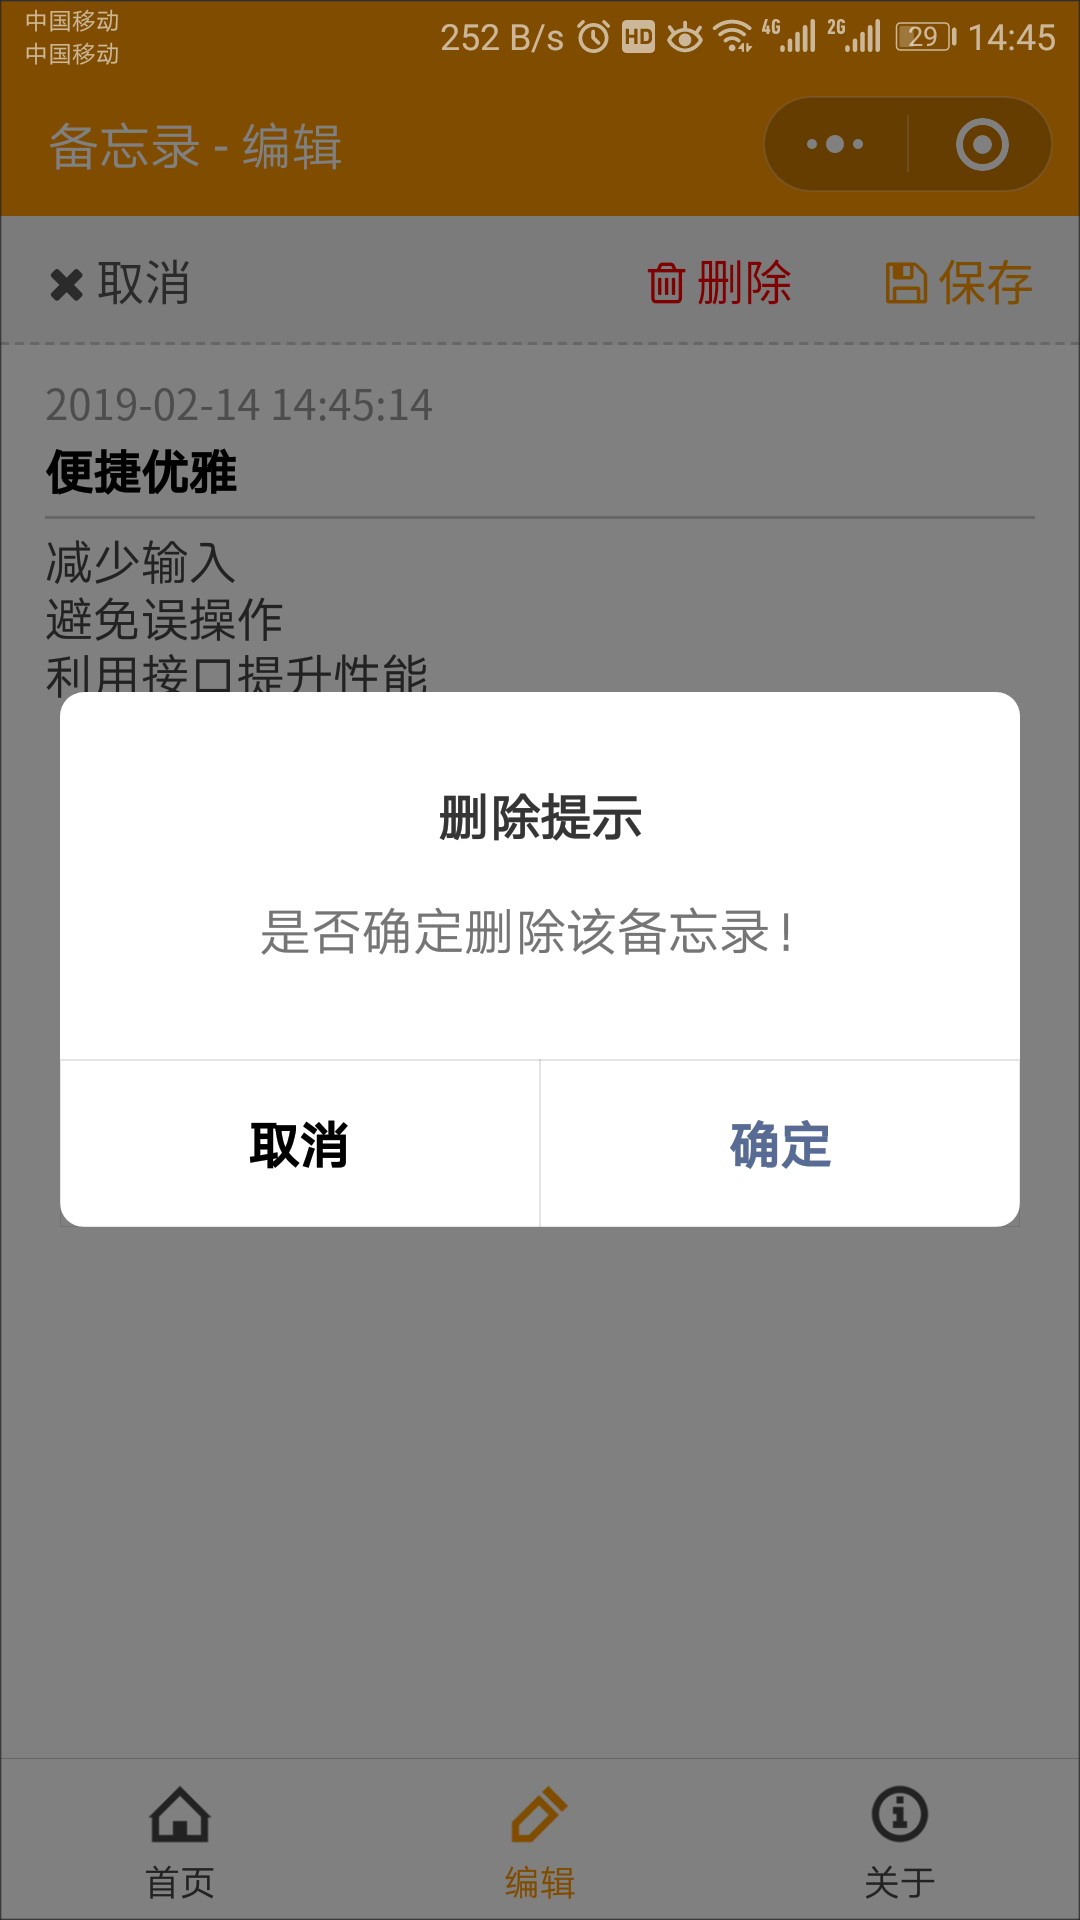 中国移动
中国移动
252 B/s HD 4G 2G 29 14:45
备忘录 - 编辑
取消 删除 保存
2019-02-14 14:45:14
便捷优雅
减少输入
避免误操作
利用接口提升性能
删除提示
是否确定删除该备忘录!
取消 确定
首页 编辑 关于